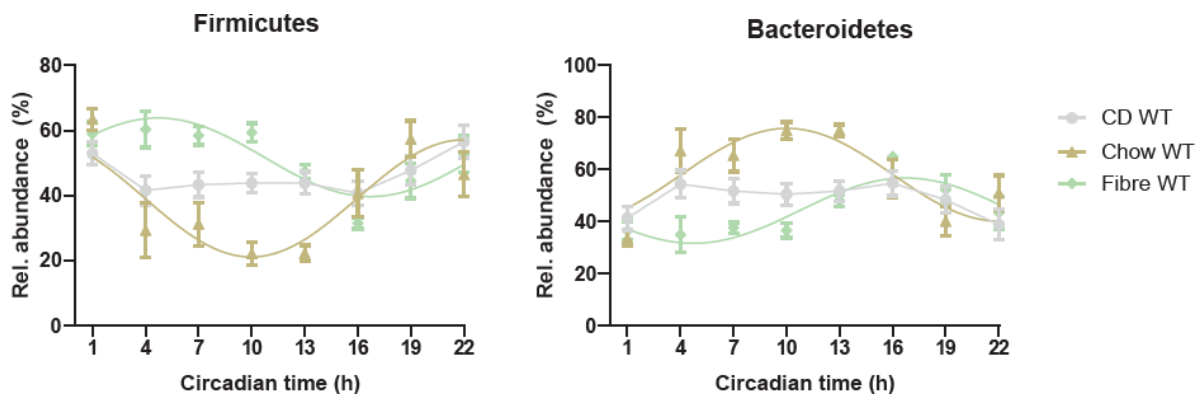 Firmicutes
Rel. abundance (%)
80
60
40
20
0
1 4 7 10 13 16 19 22
Circadian time (h)
Bacteroidetes
Rel. abundance (%)
100
80
60
40
20
0
1 4 7 10 13 16 19 22
Circadian time (h)
CD WT
Chow WT
Fibre WT